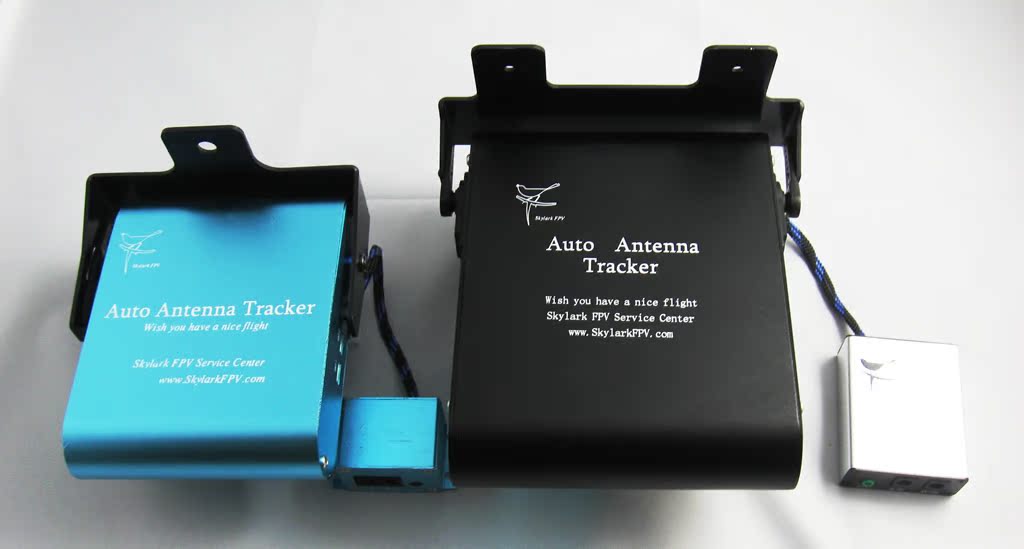 Skylark FPV
Auto Antenna Tracker
Wish you have a nice flight
Skylark FPV Service Center
www.SkylarkFPV.com
Skylark FPV
Auto Antenna
Tracker
Wish you have a nice flight
Skylark FPV Service Center
www.SkylarkFPV.com